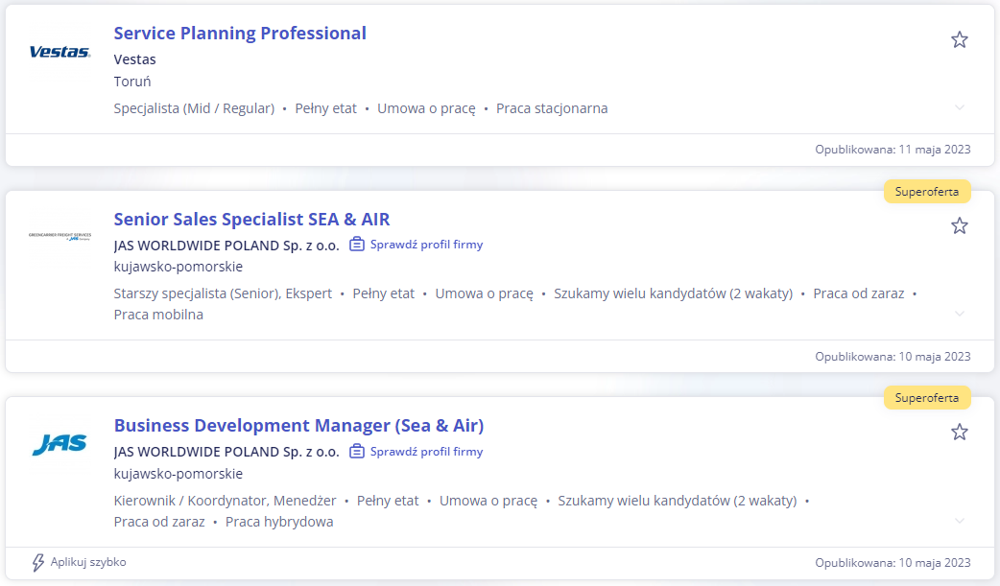 Service Planning Professional
Vestas
Vestas
Toruń
Specjalista (Mid / Regular) • Pełny etat • Umowa o pracę • Praca stacjonarna
Opublikowana: 11 maja 2023
Superoferta
Senior Sales Specialist SEA & AIR
GREENCARRIER FREIGHT SERVICES
JAS WORLDWIDE POLAND Sp. z o.o. Sprawdź profil firmy
kujawsko-pomorskie
Starszy specjalista (Senior), Ekspert • Pełny etat • Umowa o pracę • Szukamy wielu kandydatów (2 wakaty) • Praca od zaraz •
Praca mobilna
Opublikowana: 10 maja 2023
Superoferta
Business Development Manager (Sea & Air)
JAS
JAS WORLDWIDE POLAND Sp. z o.o. Sprawdź profil firmy
kujawsko-pomorskie
Kierownik / Koordynator, Menedżer • Pełny etat • Umowa o pracę • Szukamy wielu kandydatów (2 wakaty) •
Praca od zaraz • Praca hybrydowa
Aplikuj szybko Opublikowana: 10 maja 2023